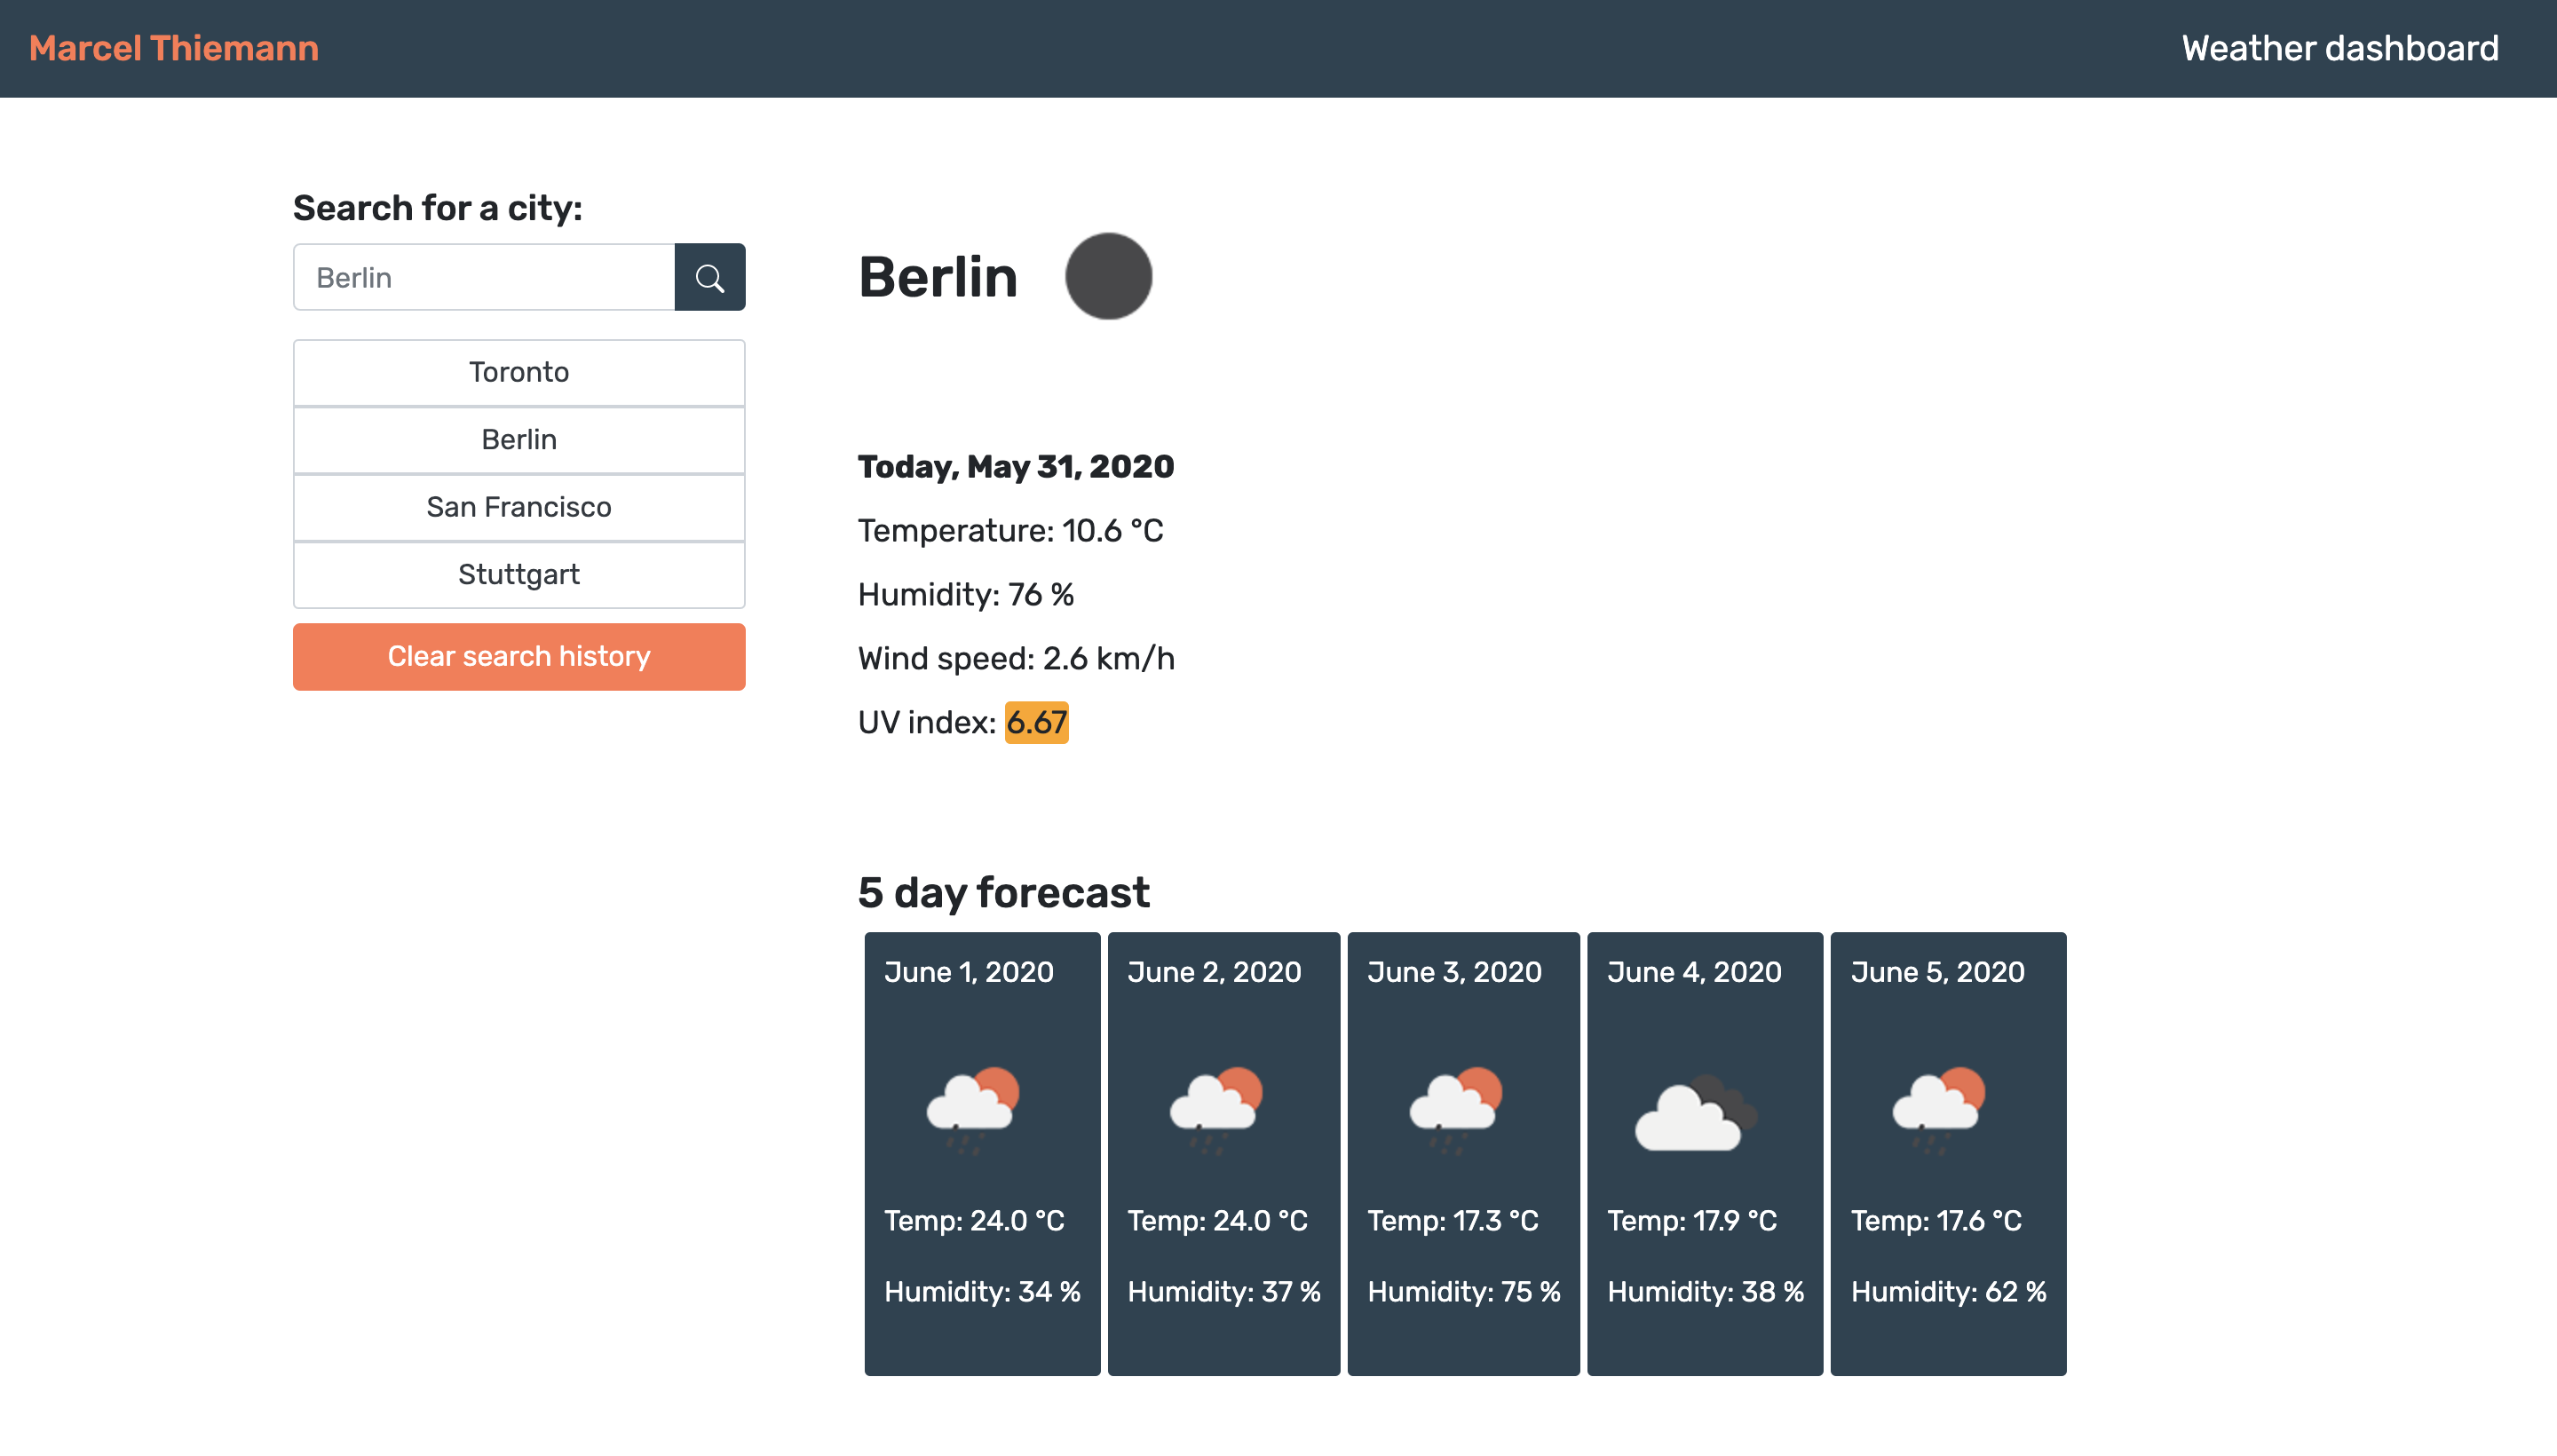 Marcel Thiemann
Weather dashboard
Search for a city:
Berlin
Toronto
Berlin
San Francisco
Stuttgart
Clear search history
Berlin
Today, May 31, 2020
Temperature: 10.6 °C
Humidity: 76 %
Wind speed: 2.6 km/h
UV index: 6.67
5 day forecast
June 1, 2020
Temp: 24.0 °C
Humidity: 34 %
June 2, 2020
Temp: 24.0 °C
Humidity: 37 %
June 3, 2020
Temp: 17.3 °C
Humidity: 75 %
June 4, 2020
Temp: 17.9 °C
Humidity: 38 %
June 5, 2020
Temp: 17.6 °C
Humidity: 62 %